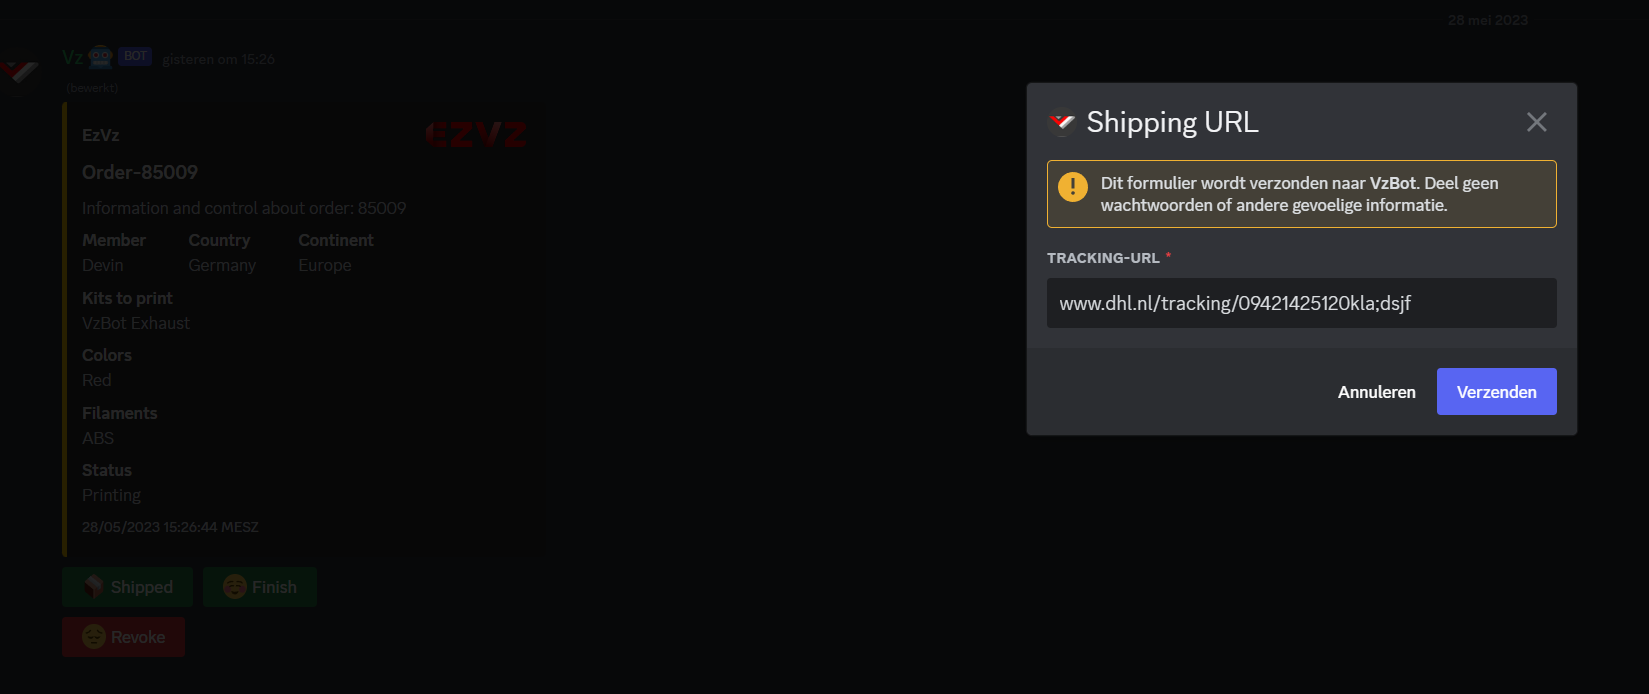 28 mei 2023
Vz BOT gisteren om 15:26
(bewerkt)
EzVz
EZVZ
Order-85009
Information and control about order: 85009
Member Country Continent
Devin Germany Europe
Kits to print
VzBot Exhaust
Colors
Red
Filaments
ABS
Status
Printing
28/05/2023 15:26:44 MESZ
Shipped Finish
Revoke
Shipping URL
Dit formulier wordt verzonden naar VzBot. Deel geen
wachtwoorden of andere gevoelige informatie.
TRACKING-URL *
www.dhl.nl/tracking/09421425120kla;dsjf
Annuleren Verzenden